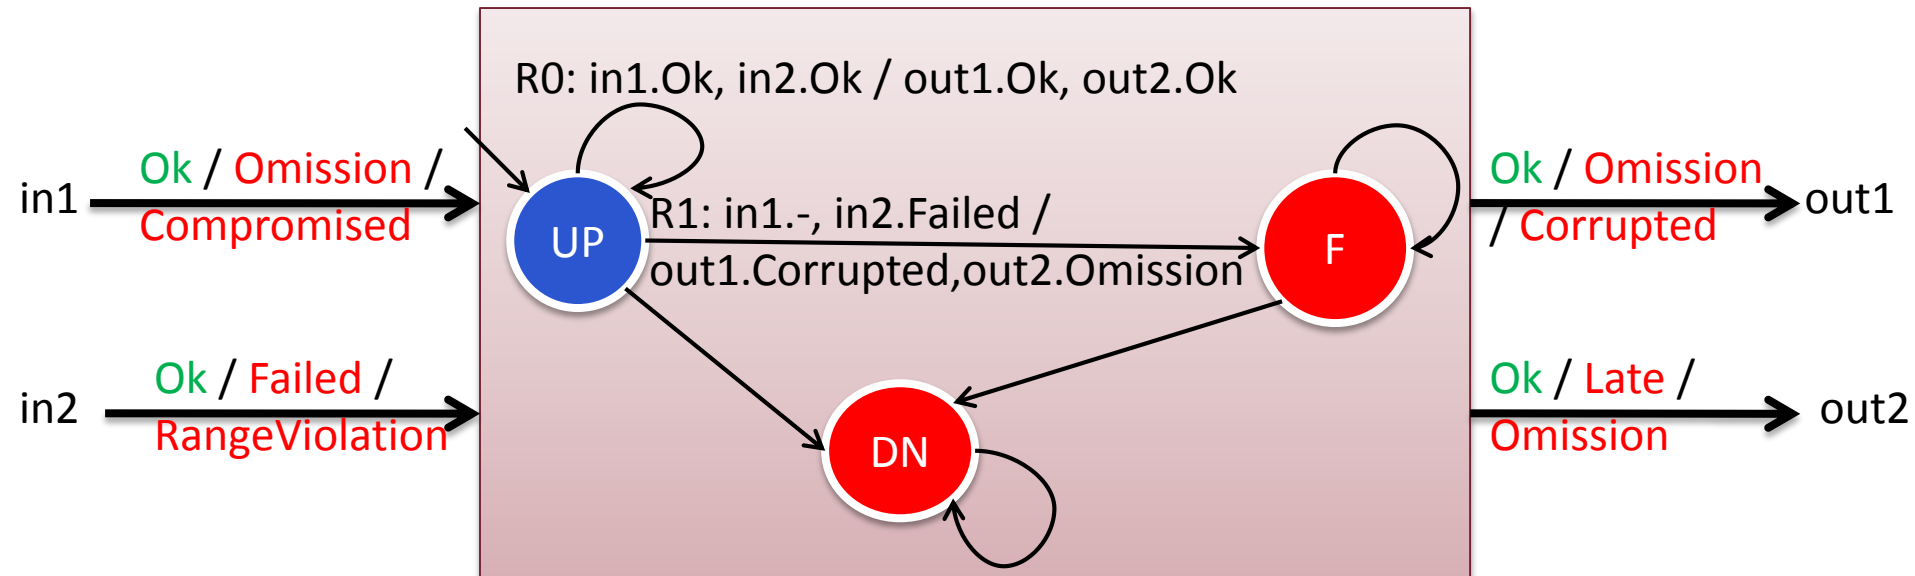 R0: in1.Ok, in2.Ok / out1.Ok, out2.Ok
in1
Ok / Omission /
Compromised
UP
R1: in1.-, in2.Failed /
out1.Corrupted,out2.Omission
F
Ok / Omission
/ Corrupted
out1
in2
Ok / Failed /
RangeViolation
DN
Ok / Late /
Omission
out2